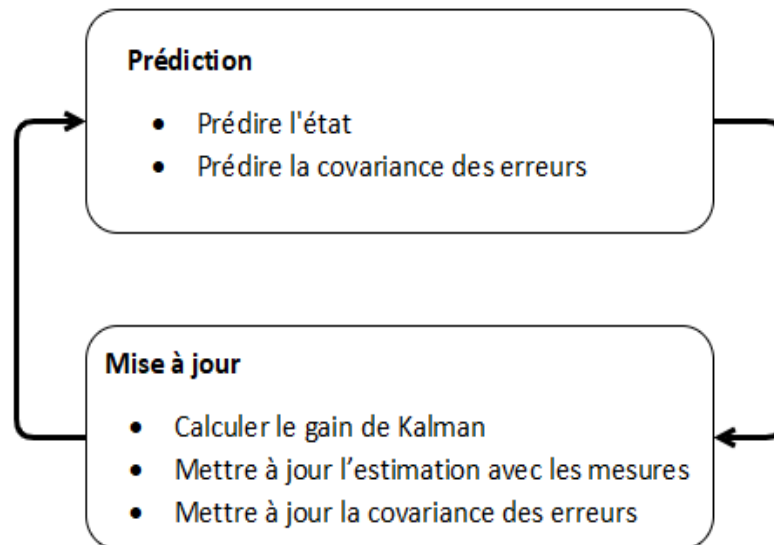 Prédiction
• Prédire l'état
• Prédire la covariance des erreurs
Mise à jour
• Calculer le gain de Kalman
• Mettre à jour l’estimation avec les mesures
• Mettre à jour la covariance des erreurs